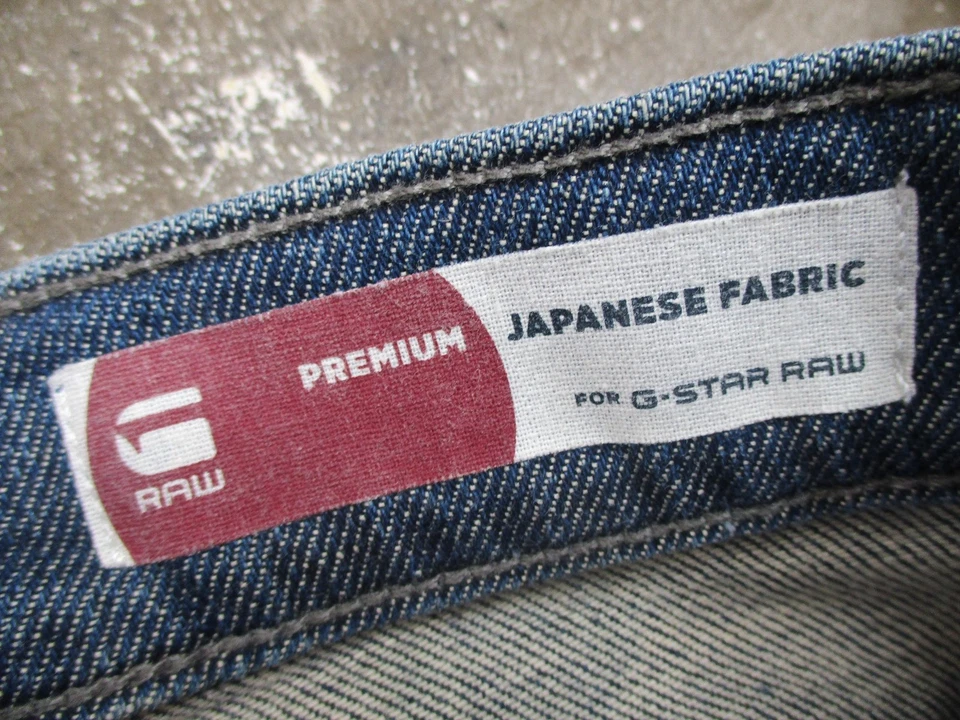 PREMIUM JAPANESE FABRIC
FOR G-STAR RAW
G
RAW